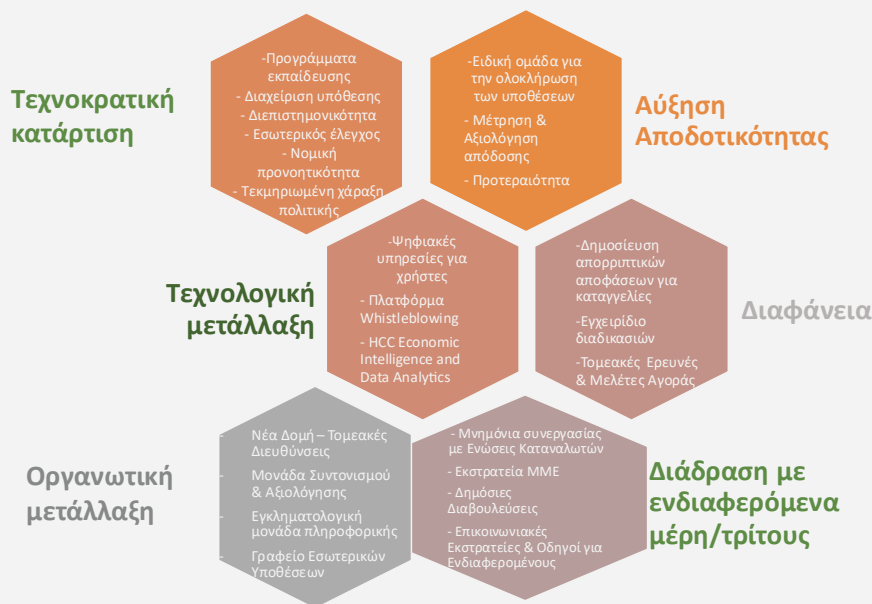 Τεχνοκρατική
κατάρτιση
-Προγράμματα
εκπαίδευσης
- Διαχείριση υπόθεσης
- Διεπιστημονικότητα
- Εσωτερικός έλεγχος
- Νομική
προνοητικότητα
- Τεκμηριωμένη χάραξη
πολιτικής
-Ειδική ομάδα για
την ολοκλήρωση
των υποθέσεων
- Μέτρηση &
Αξιολόγηση
απόδοσης
- Προτεραιότητα
Αύξηση
Αποδοτικότητας
Τεχνολογική
μετάλλαξη
-Ψηφιακές
υπηρεσίες για
χρήστες
- Πλατφόρμα
Whistleblowing
- HCC Economic
Intelligence and
Data Analytics
-Δημοσίευση
απορριπτικών
αποφάσεων για
καταγγελίες
-Εγχειρίδιο
διαδικασιών
-Τομεακές Ερευνές
& Μελέτες Αγοράς
Διαφάνεια
Οργανωτική
μετάλλαξη
- Νέα Δομή – Τομεακές
Διευθύνσεις
- Μονάδα Συντονισμού
& Αξιολόγησης
- Εγκληματολογική
μονάδα πληροφορικής
- Γραφείο Εσωτερικών
Υποθέσεων
- Μνημόνια συνεργασίας
με Ενώσεις Καταναλωτών
- Εκστρατεία ΜΜΕ
- Δημόσιες
Διαβουλεύσεις
- Επικοινωνιακές
Εκστρατείες & Οδηγοί για
Ενδιαφερομένους
Διάδραση με
ενδιαφερόμενα
μέρη/τρίτους